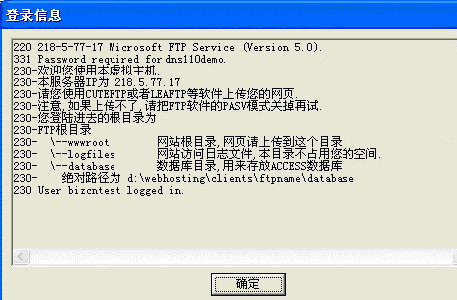 登录信息
220 218-5-77-17 Microsoft FTP Service (Version 5.0).
331 Password required for dns110demo.
230-欢迎您使用本虚拟主机.
230-本服务器IP为 218.5.77.17
230-请您使用CUTEFTP或者LEAFTP等软件上传您的网页.
230-注意,如果上传不了,请把FTP软件的PASV模式关掉再试.
230-您登陆进去的根目录为
230-FTP根目录
230- \--wwwroot 网站根目录,网页请上传到这个目录
230- \--logfiles 网站访问日志文件,本目录不占用您的空间.
230- \--database 数据库目录,用来存放ACCESS数据库
230- 绝对路径为 d:\webhosting\clients\ftpname\database
230 User bizcntest logged in.
确定